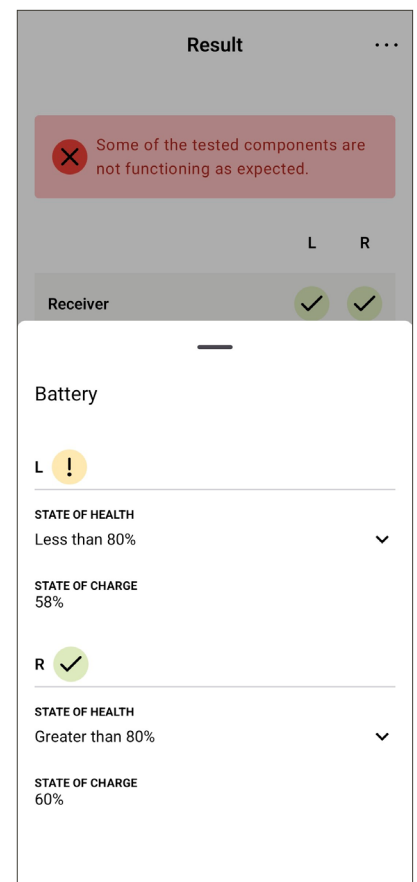 Result
Some of the tested components are
not functioning as expected.
L R
Receiver
Battery
L !
STATE OF HEALTH
Less than 80%
STATE OF CHARGE
58%
R
STATE OF HEALTH
Greater than 80%
STATE OF CHARGE
60%